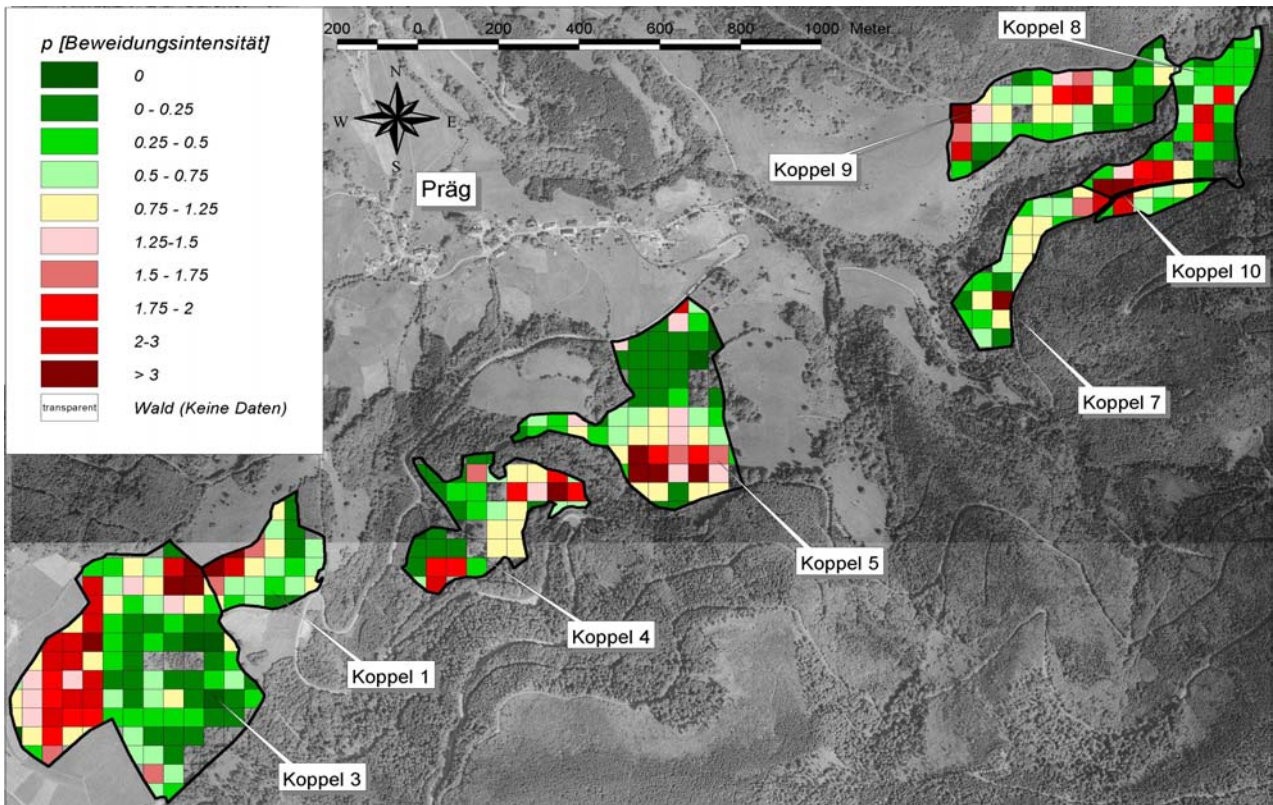 p [Beweidungsintensität]
0
0 - 0.25
0.25 - 0.5
0.5 - 0.75
0.75 - 1.25
1.25-1.5
1.5 - 1.75
1.75 - 2
2-3
> 3
transparent Wald (Keine Daten)
200 0 200 400 600 800 1000 Meter
N
W E
S
Präg
Koppel 8
Koppel 9
Koppel 10
Koppel 7
Koppel 5
Koppel 4
Koppel 1
Koppel 3